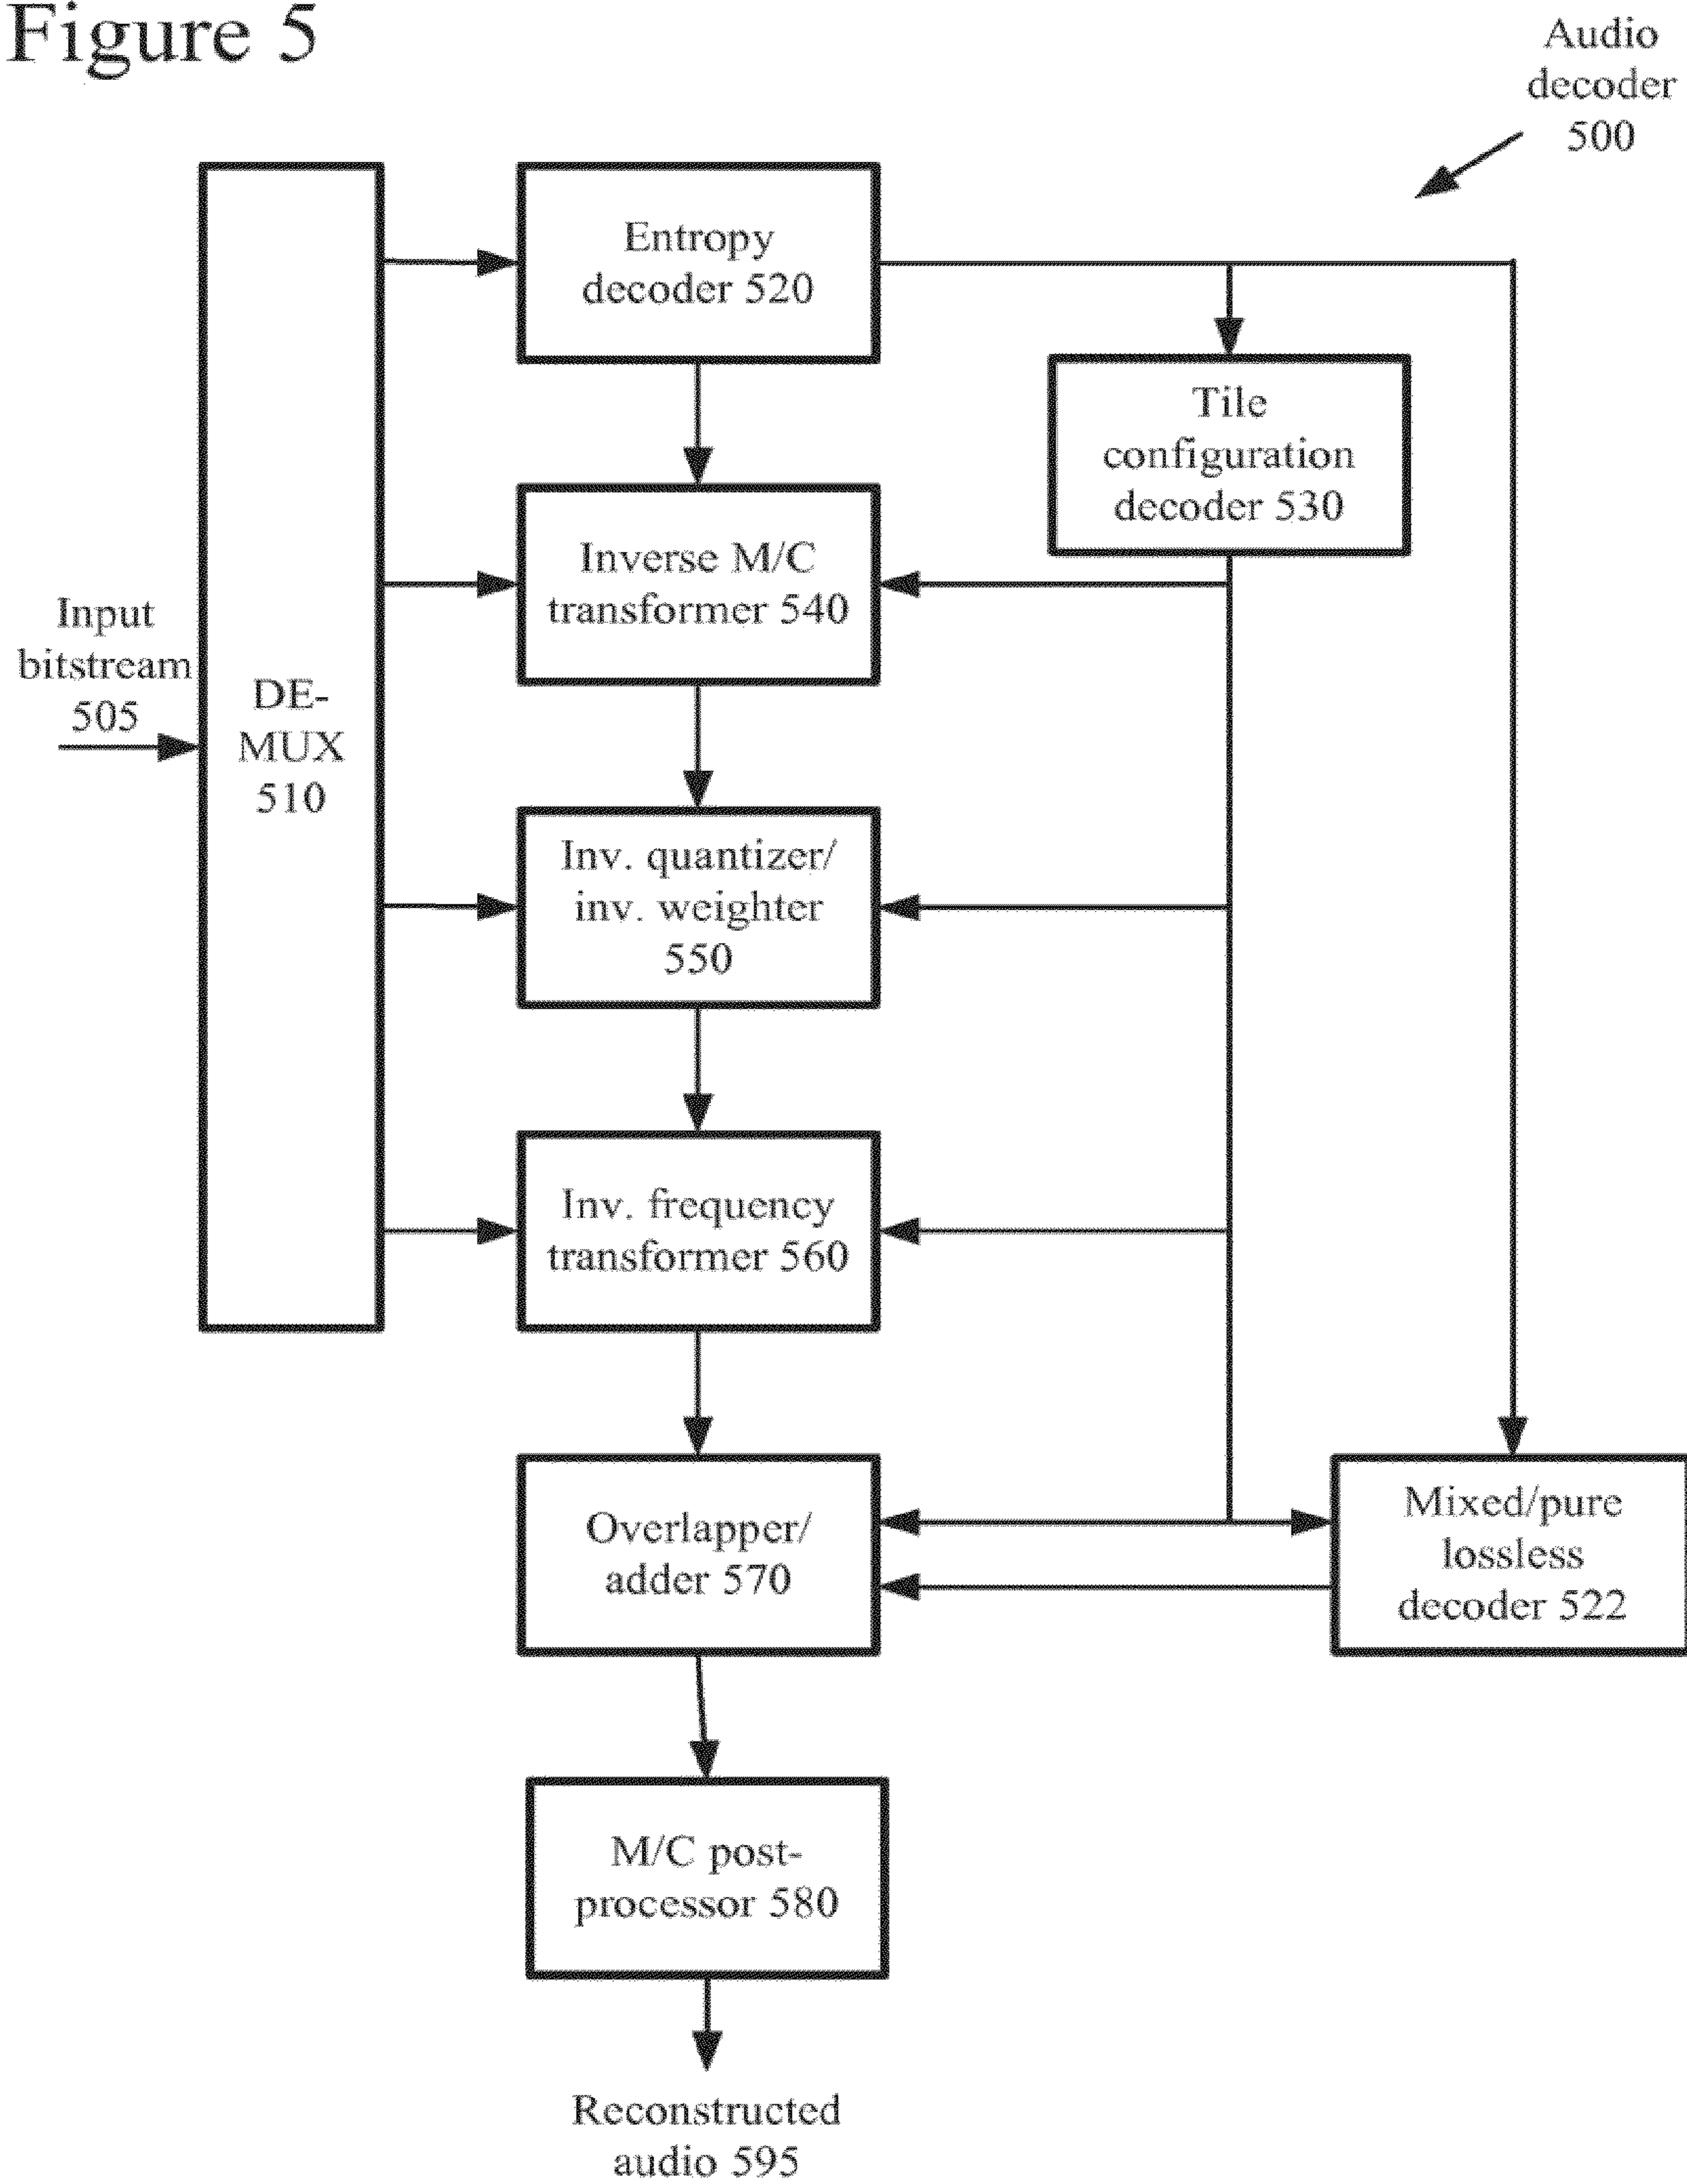 Figure 5
Audio
decoder
500
Entropy
decoder 520
Tile
configuration
decoder 530
Inverse M/C
transformer 540
Input
bitstream
505
DE-
MUX
510
Inv. quantizer/
inv. weighter
550
Inv. frequency
transformer 560
Overlapper/
adder 570
Mixed/pure
lossless
decoder 522
M/C post-
processor 580
Reconstructed
audio 595